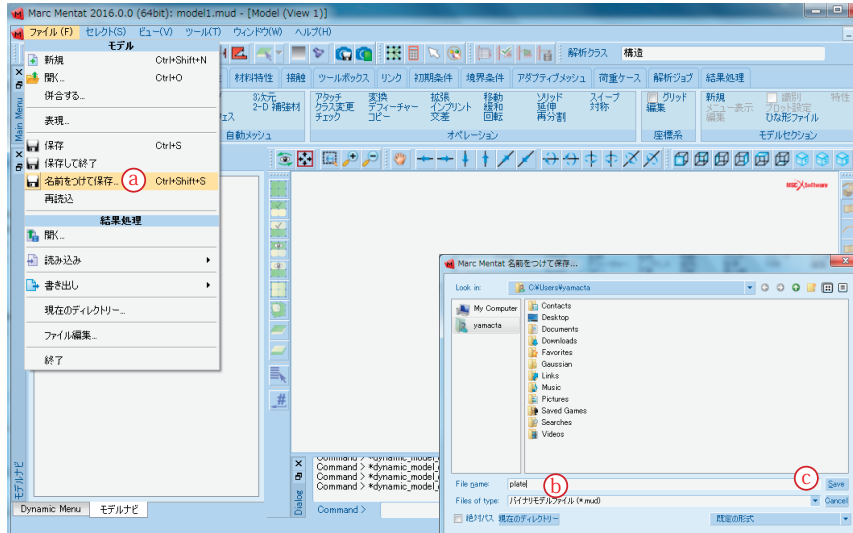 Marc Mentat 2016.0.0 (64bit): model1.mud - [Model (View 1)]
ファイル (F) セレクト(S) ビュー(V) ツール(T) ウィンドウ(W) ヘルプ(H)
モデル
新規 Ctrl+Shift+N
開く... Ctrl+O
併合する...
表現...
保存 Ctrl+S
保存して終了
名前をつけて保存... a Ctrl+Shift+S
再読込
結果処理
開く...
読み込み
書き出し
現在のディレクトリー...
ファイル編集...
終了
解析クラス 構造
材料特性 接触 ツールボックス リンク 初期条件 境界条件 アダプティブメッシュ 荷重ケース 解析ジョブ 結果処理
2-D 補強材
自動メッシュ
アタッチ 変換 拡張 移動 ソリッド スイープ
クラス変更 デフィーチャー インプリント 緩和 延伸 対称
チェック コピー 交差 回転 再分割
オペレーション
グリッド
編集
座標系
新規 識別 特性
メニュー表示 プロット設定
編集 ひな形ファイル
モデルセクション
Main Menu
モデルナビ
MSC Software
Dynamic Menu モデルナビ
Dialog
Command > *dynamic_model_
Command > *dynamic_model_
Command > *dynamic_model_
Command > *dynamic_model_
Command >
Marc Mentat 名前をつけて保存...
Look in: C:¥Users¥yamacta
My Computer
yamacta
Contacts
Desktop
Documents
Downloads
Favorites
Gaussian
Links
Music
Pictures
Saved Games
Searches
Videos
File name: plate b c Save
Files of type: バイナリモデルファイル (*.mud) Cancel
絶対パス 現在のディレクトリー 既定の形式